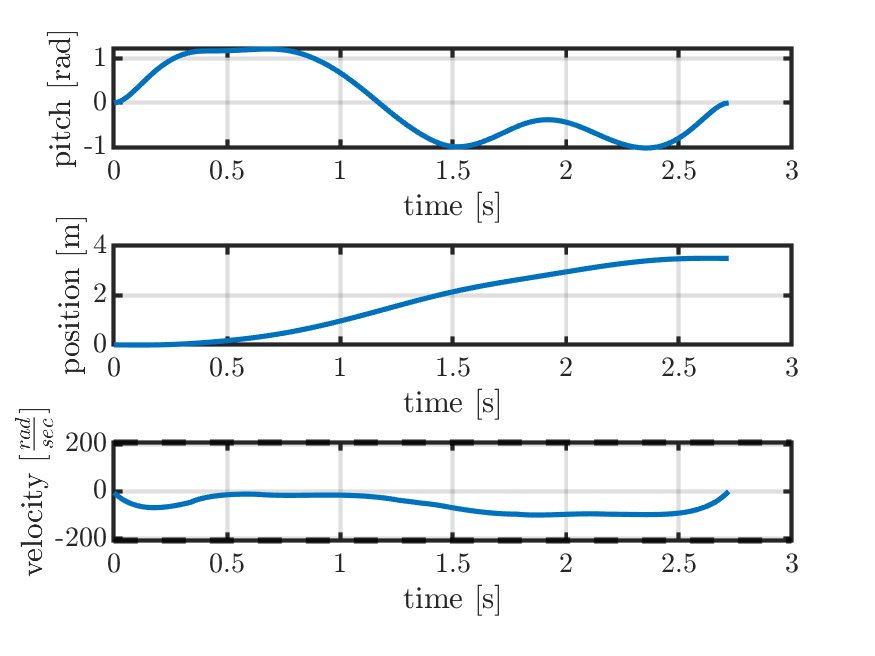 pitch [rad]
1
0
-1
0 0.5 1 1.5 2 2.5 3
time [s]
position [m]
4
2
0
0 0.5 1 1.5 2 2.5 3
time [s]
velocity [rad/sec]
200
0
-200
0 0.5 1 1.5 2 2.5 3
time [s]